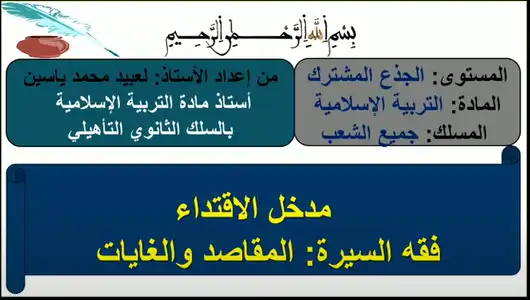 بسم الله الرحمن الرحيم
المستوى: الجذع المشترك
المادة: التربية الإسلامية
المسلك: جميع الشعب
من إعداد الأستاذ: لعبيد محمد ياسين
أستاذ مادة التربية الإسلامية
بالسلك الثانوي التأهيلي
مدخل الاقتداء
فقه السيرة: المقاصد والغايات